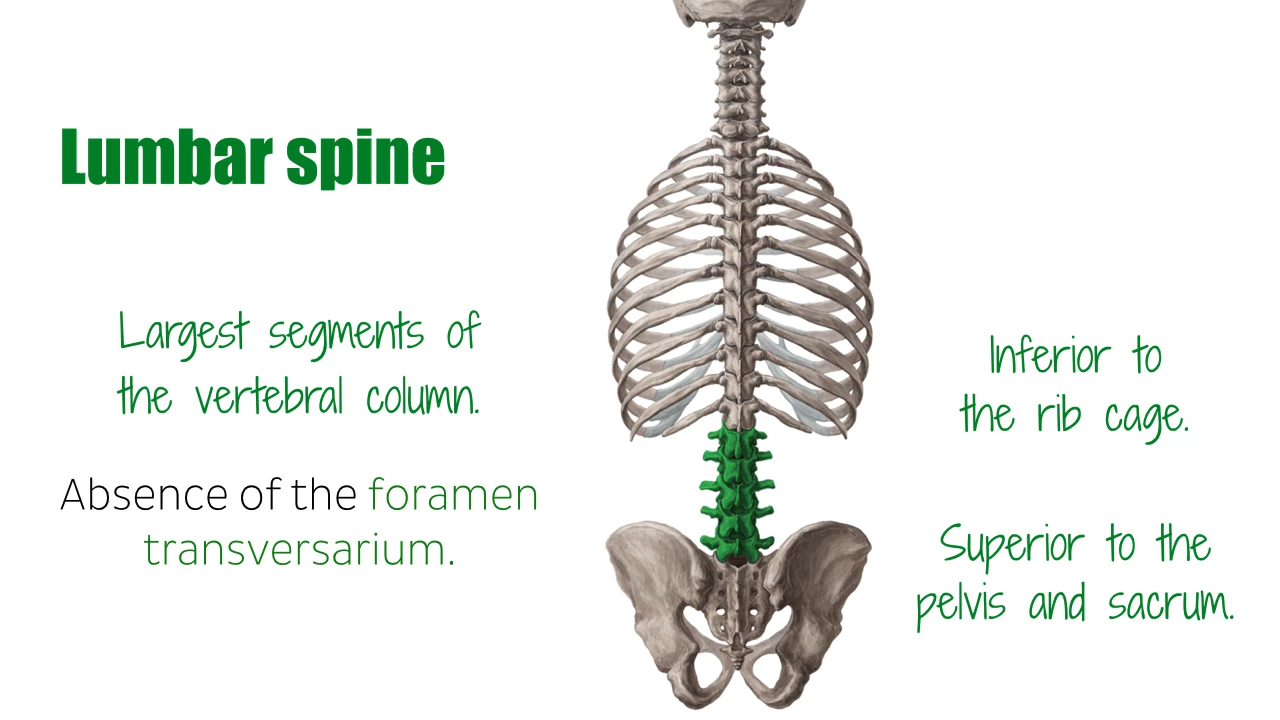 Lumbar spine
Largest segments of
the vertebral column.
Absence of the foramen
transversarium.
Inferior to
the rib cage.
Superior to the
pelvis and sacrum.